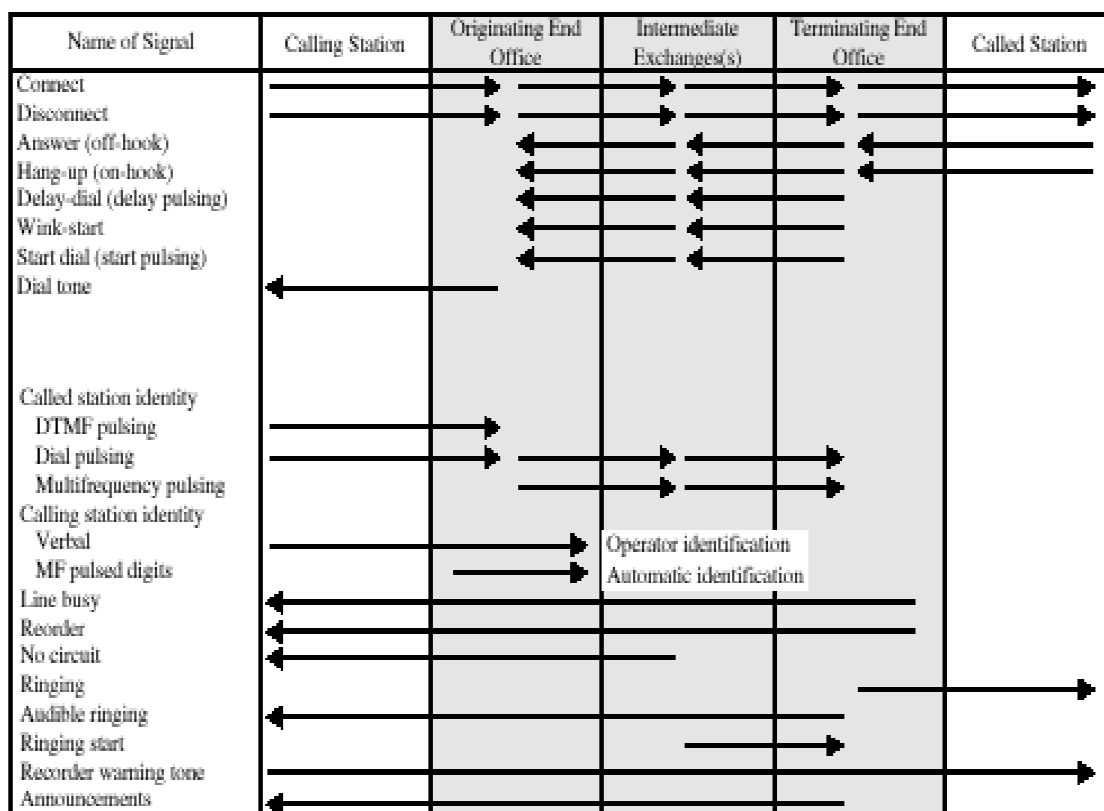 Name of Signal
Calling Station
Originating End
Office
Intermediate
Exchanges(s)
Terminating End
Office
Called Station
Connect
Disconnect
Answer (off-hook)
Hang-up (on-hook)
Delay-dial (delay pulsing)
Wink-start
Start dial (start pulsing)
Dial tone
Called station identity
DTMF pulsing
Dial pulsing
Multifrequency pulsing
Calling station identity
Verbal
Operator identification
MF pulsed digits
Automatic identification
Line busy
Reorder
No circuit
Ringing
Audible ringing
Ringing start
Recorder warning tone
Announcements